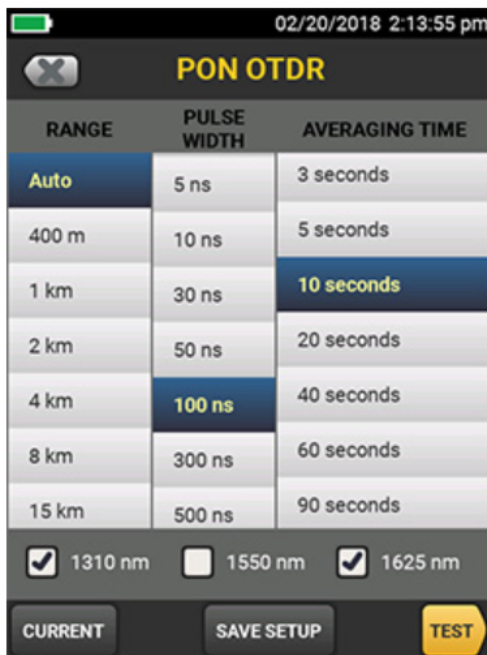 02/20/2018 2:13:55 pm
PON OTDR
RANGE
PULSE WIDTH
AVERAGING TIME
Auto
5 ns
3 seconds
400 m
10 ns
5 seconds
1 km
30 ns
10 seconds
2 km
50 ns
20 seconds
4 km
100 ns
40 seconds
8 km
300 ns
60 seconds
15 km
500 ns
90 seconds
1310 nm
1550 nm
1625 nm
CURRENT
SAVE SETUP
TEST